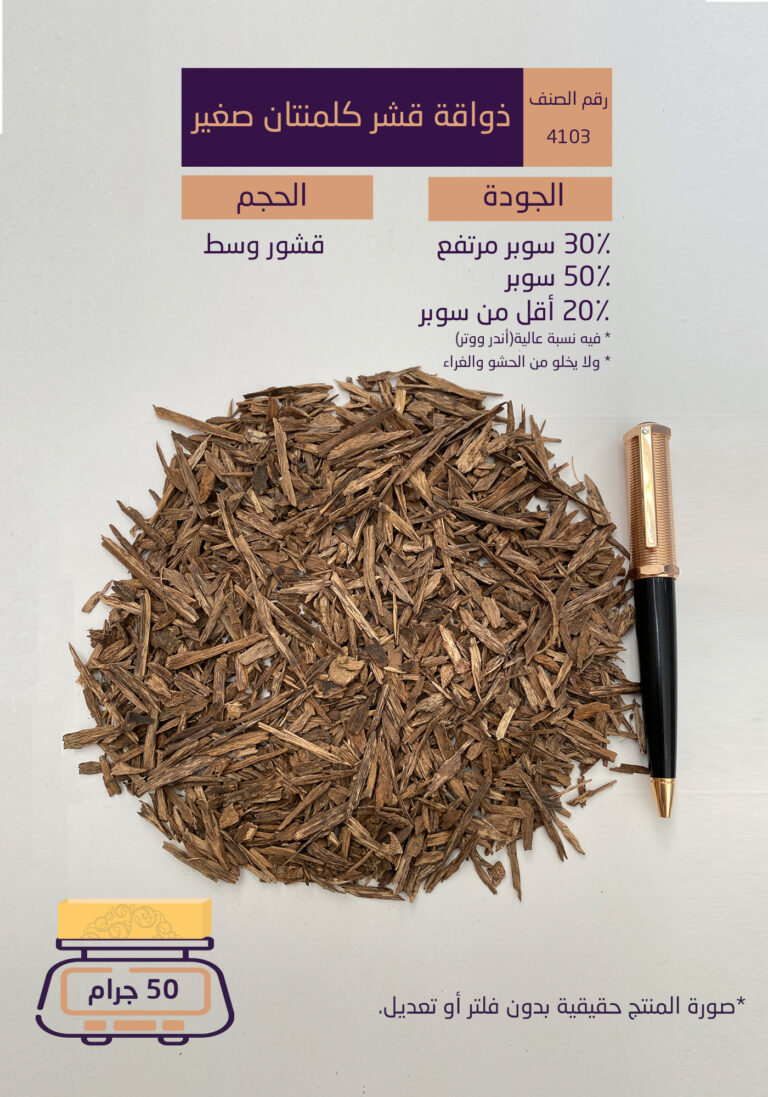 رقم الصنف
4103
ذواقة قشر كلمنتان صغير
الجودة
30٪ سوبر مرتفع
50٪ سوبر
20٪ أقل من سوبر
* فيه نسبة عالية(أندر ووتر)
* ولا يخلو من الحشو والغراء
الحجم
قشور وسط
50 جرام
*صورة المنتج حقيقية بدون فلتر أو تعديل.